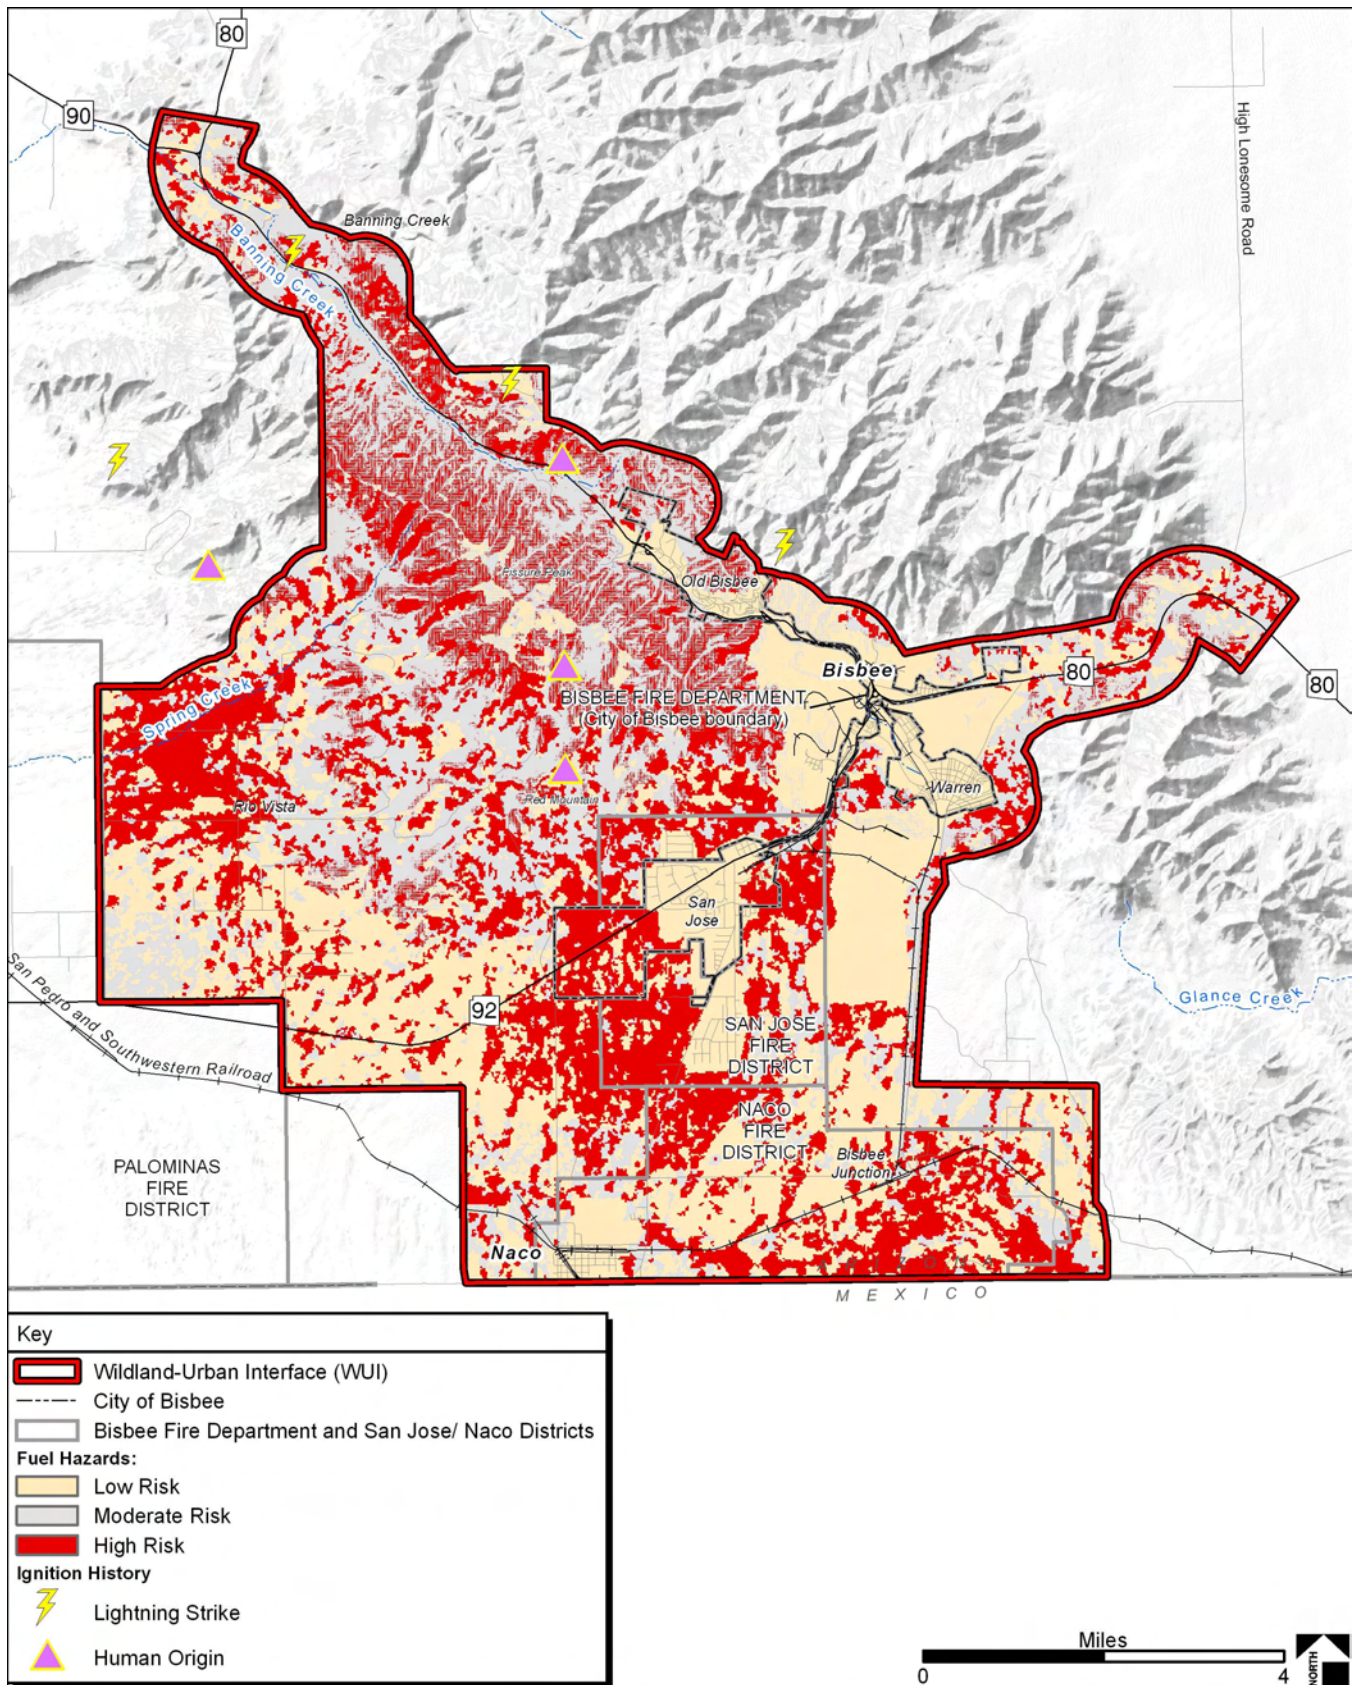 80
90
High Lonesome Road
Banning Creek
Banning Creek
Fissure Peak
Old Bisbee
Bisbee
80
80
BISBEE FIRE DEPARTMENT
(City of Bisbee boundary)
Spring Creek
Rio Vista
Red Mountain
Warren
San
Jose
San Pedro and Southwestern Railroad
92
Glance Creek
SAN JOSE
FIRE
DISTRICT
NACO
FIRE
DISTRICT
Bisbee
Junction
PALOMINAS
FIRE
DISTRICT
Naco
ARIZONA
MEXICO
Key
Wildland-Urban Interface (WUI)
City of Bisbee
Bisbee Fire Department and San Jose/ Naco Districts
Fuel Hazards:
Low Risk
Moderate Risk
High Risk
Ignition History
Lightning Strike
Human Origin
Miles
0 4
NORTH